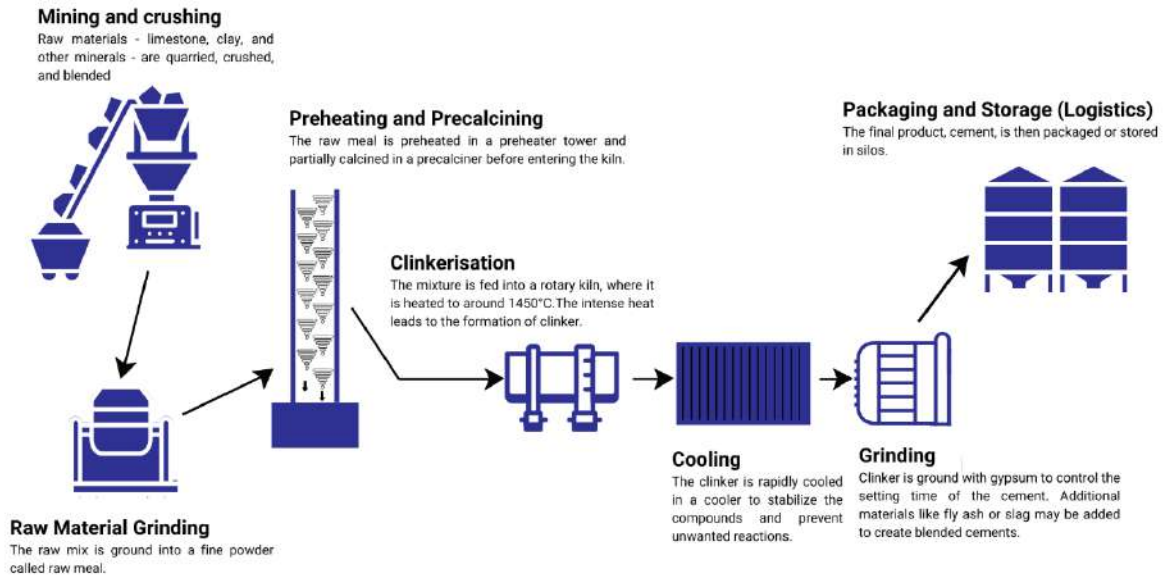 Mining and crushing
Raw materials - limestone, clay, and
other minerals - are quarried, crushed,
and blended
Raw Material Grinding
The raw mix is ground into a fine powder
called raw meal.
Preheating and Precalcining
The raw meal is preheated in a preheater tower and
partially calcined in a precalciner before entering the kiln.
Clinkerisation
The mixture is fed into a rotary kiln, where it
is heated to around 1450°C.The intense heat
leads to the formation of clinker.
Cooling
The clinker is rapidly cooled
in a cooler to stabilize the
compounds and prevent
unwanted reactions.
Grinding
Clinker is ground with gypsum to control the
setting time of the cement. Additional
materials like fly ash or slag may be added
to create blended cements.
Packaging and Storage (Logistics)
The final product, cement, is then packaged or stored
in silos.